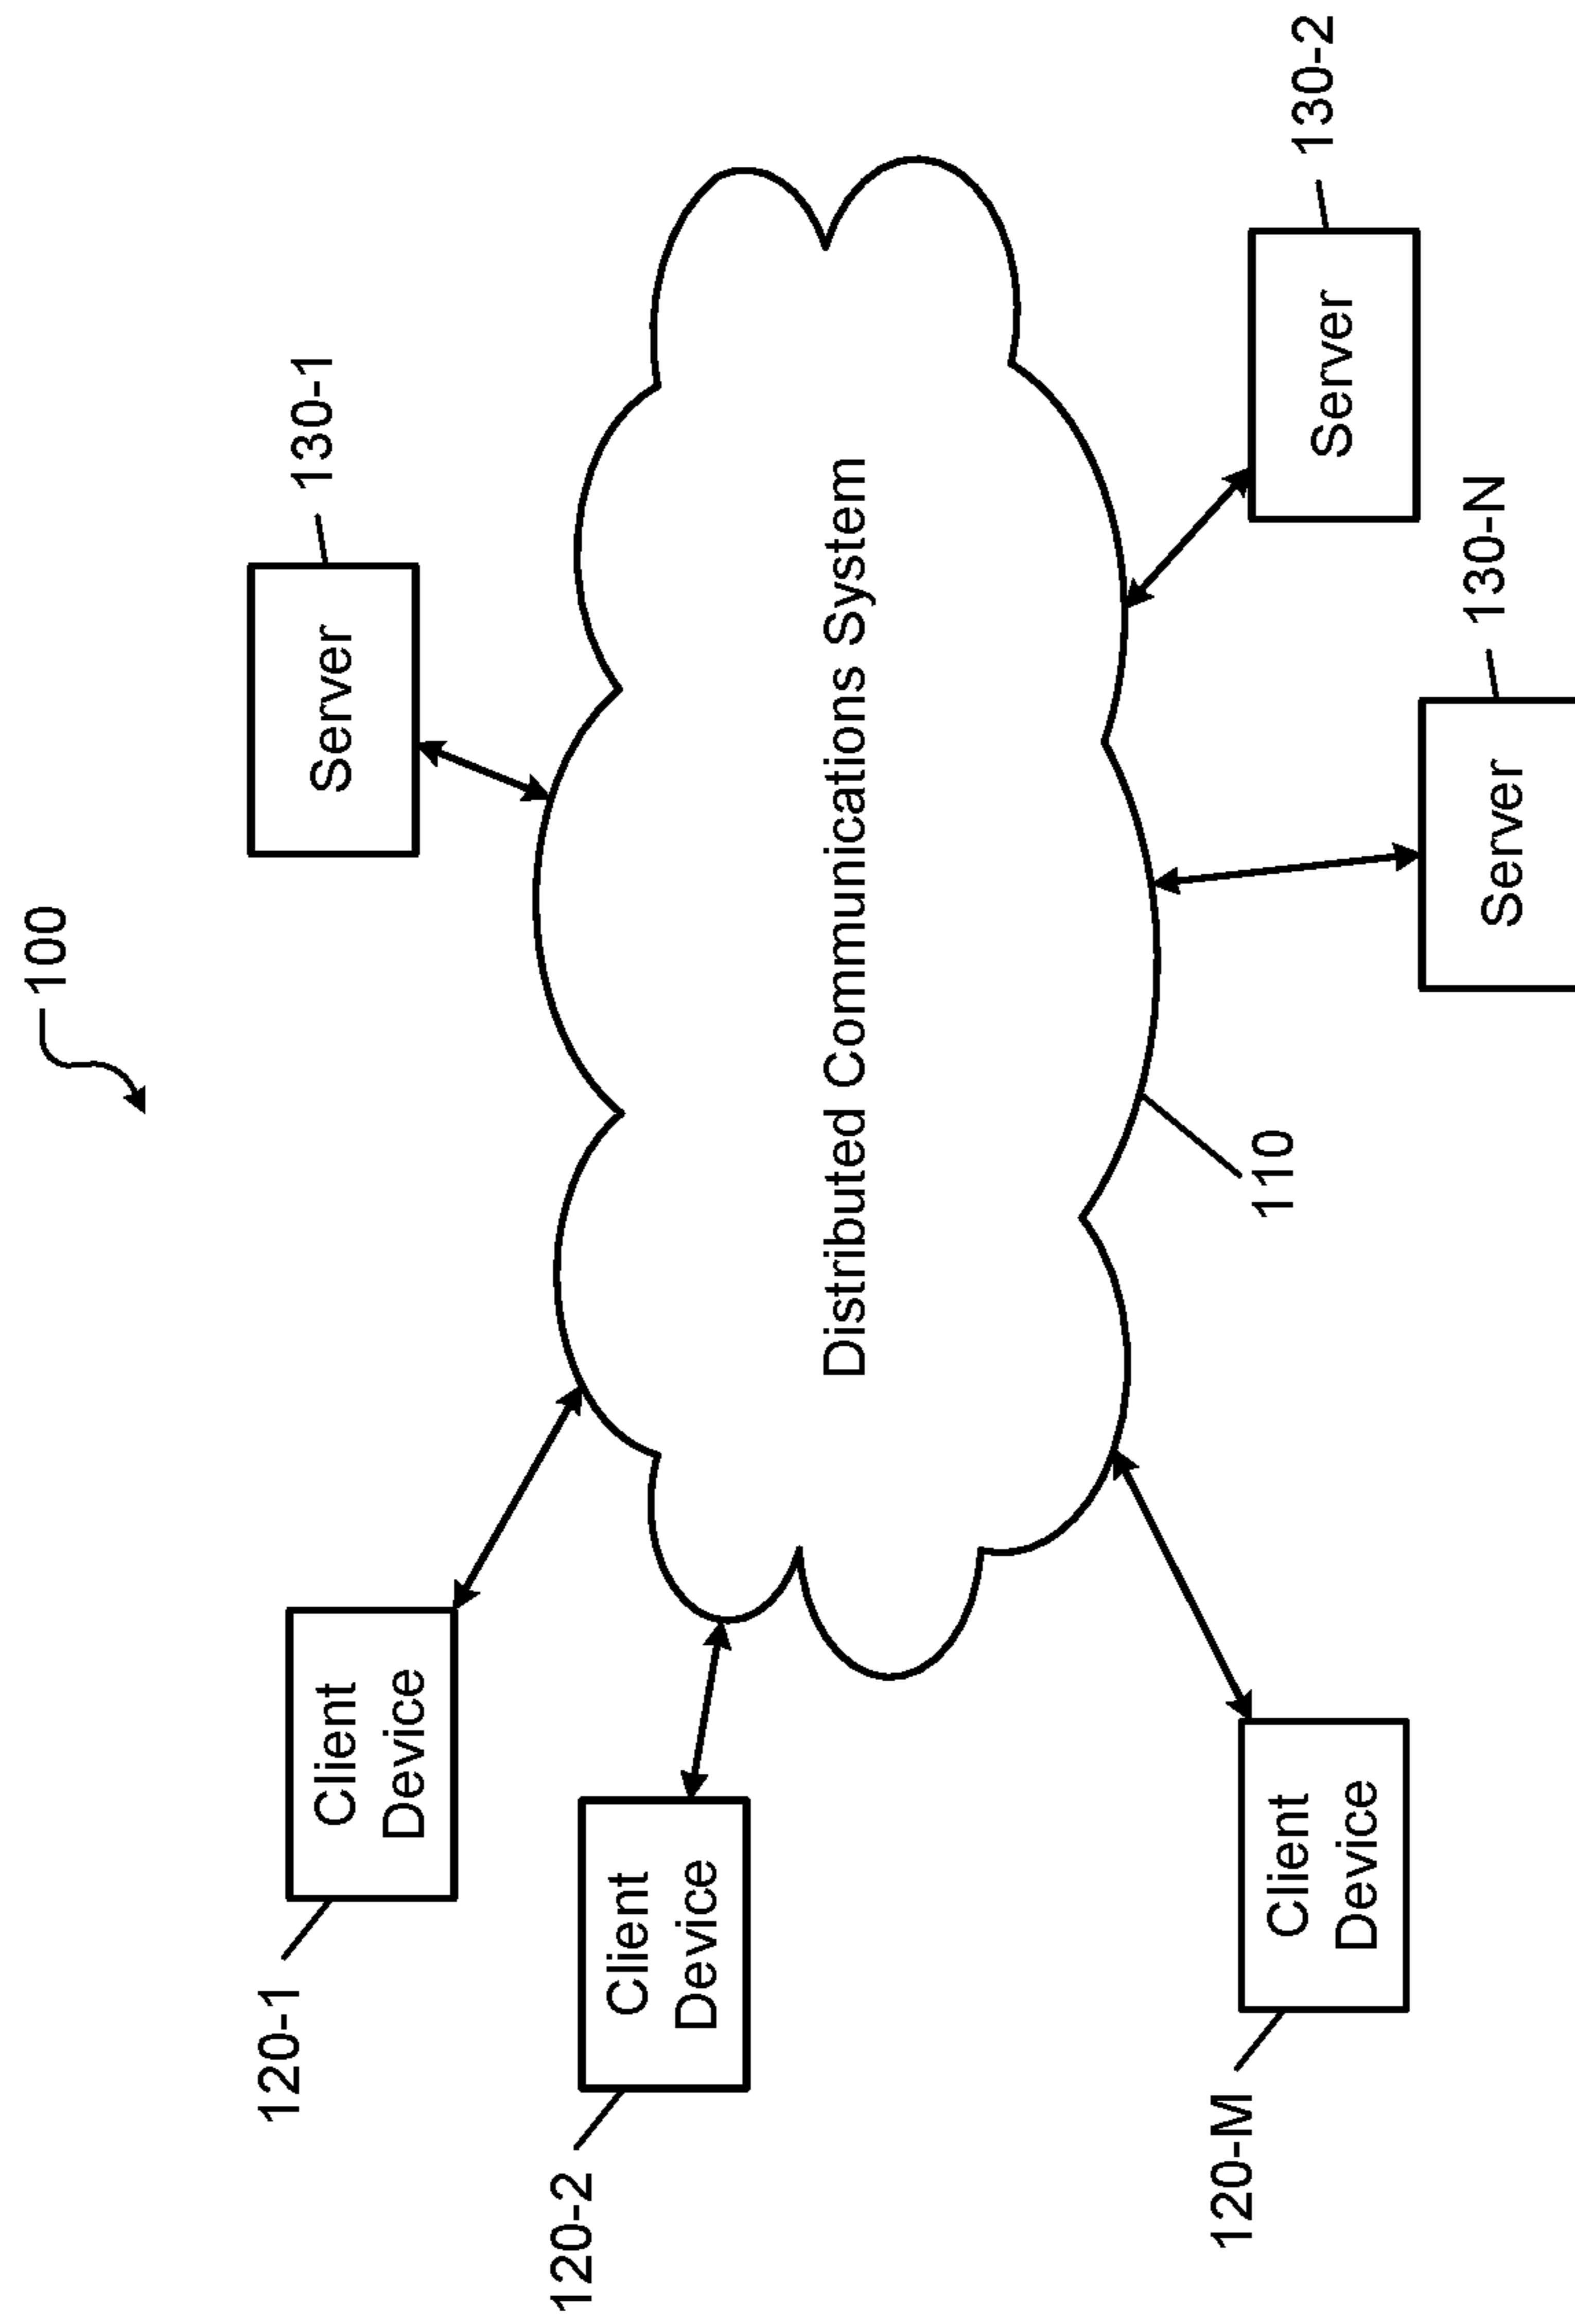 100
Server
130-1
Client
Device
120-1
Client
Device
120-2
Distributed Communications System
110
Client
Device
120-M
Server
130-2
Server
130-N